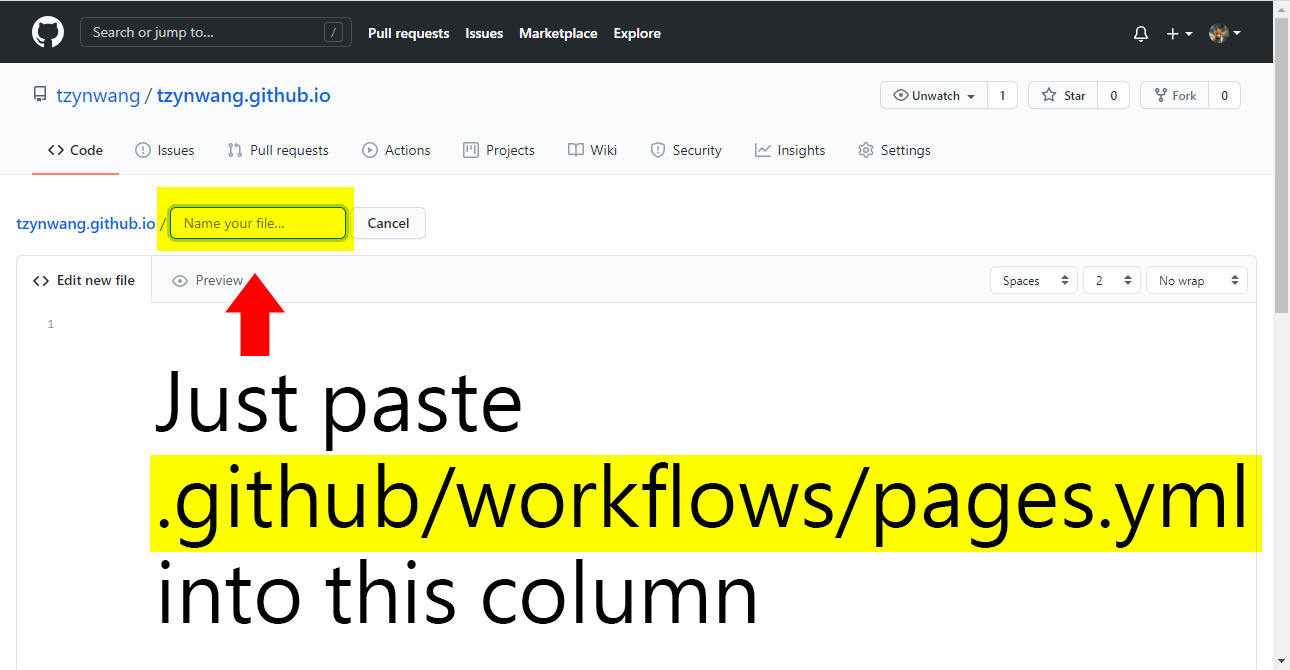 Search or jump to... /
Pull requests Issues Marketplace Explore
tzynwang / tzynwang.github.io
Unwatch 1 Star 0 Fork 0
Code Issues Pull requests Actions Projects Wiki Security Insights Settings
tzynwang.github.io / Name your file... Cancel
Edit new file Preview Spaces 2 No wrap
1
Just paste
.github/workflows/pages.yml
into this column